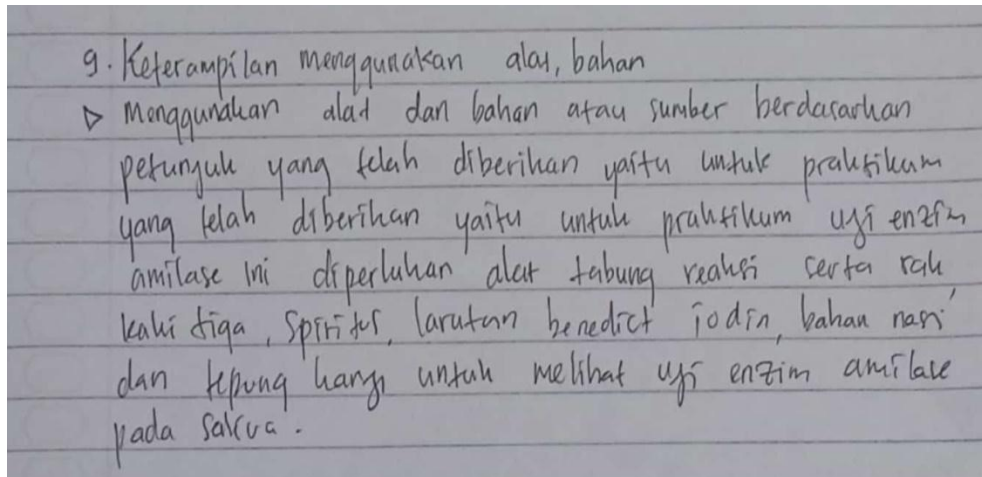 9. Keterampilan menggunakan alat, bahan
▷ Menggunakan alat dan bahan atau sumber berdasarkan
petunjuk yang telah diberikan yaitu untuk praktikum
yang telah diberikan yaitu untuk praktikum uji enzim
amilase ini diperlukan alat tabung reaksi serta rak
kaki tiga, Spiritus, larutan benedict iodin, bahan nasi
dan tepung kanji untuk melihat uji enzim amilase
pada saliva.